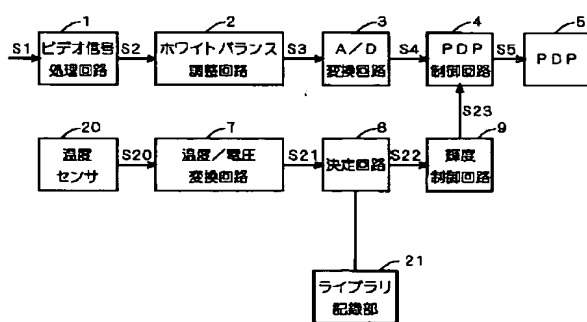 1
2
3
4
5
S1
ビデオ信号
処理回路
S2
ホワイトバランス
調整回路
S3
A/D
変換回路
S4
PDP
制御回路
S5
PDP
S23
20
7
8
9
温度
センサ
S20
温度/電圧
変換回路
S21
決定回路
S22
輝度
制御回路
21
ライブラリ
記録部